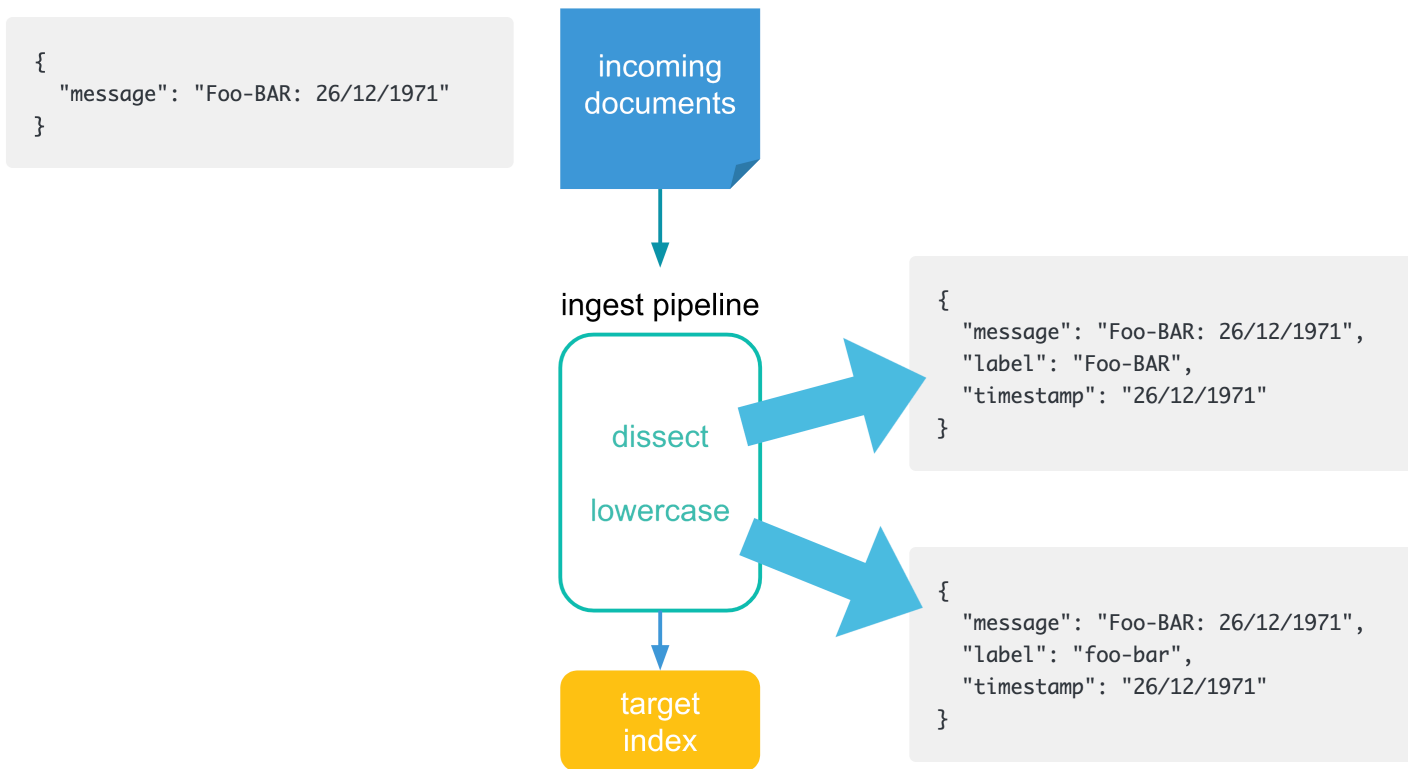 {
  "message": "Foo-BAR: 26/12/1971"
}
incoming
documents
ingest pipeline
dissect
lowercase
{
  "message": "Foo-BAR: 26/12/1971",
  "label": "Foo-BAR",
  "timestamp": "26/12/1971"
}
{
  "message": "Foo-BAR: 26/12/1971",
  "label": "foo-bar",
  "timestamp": "26/12/1971"
}
target
index